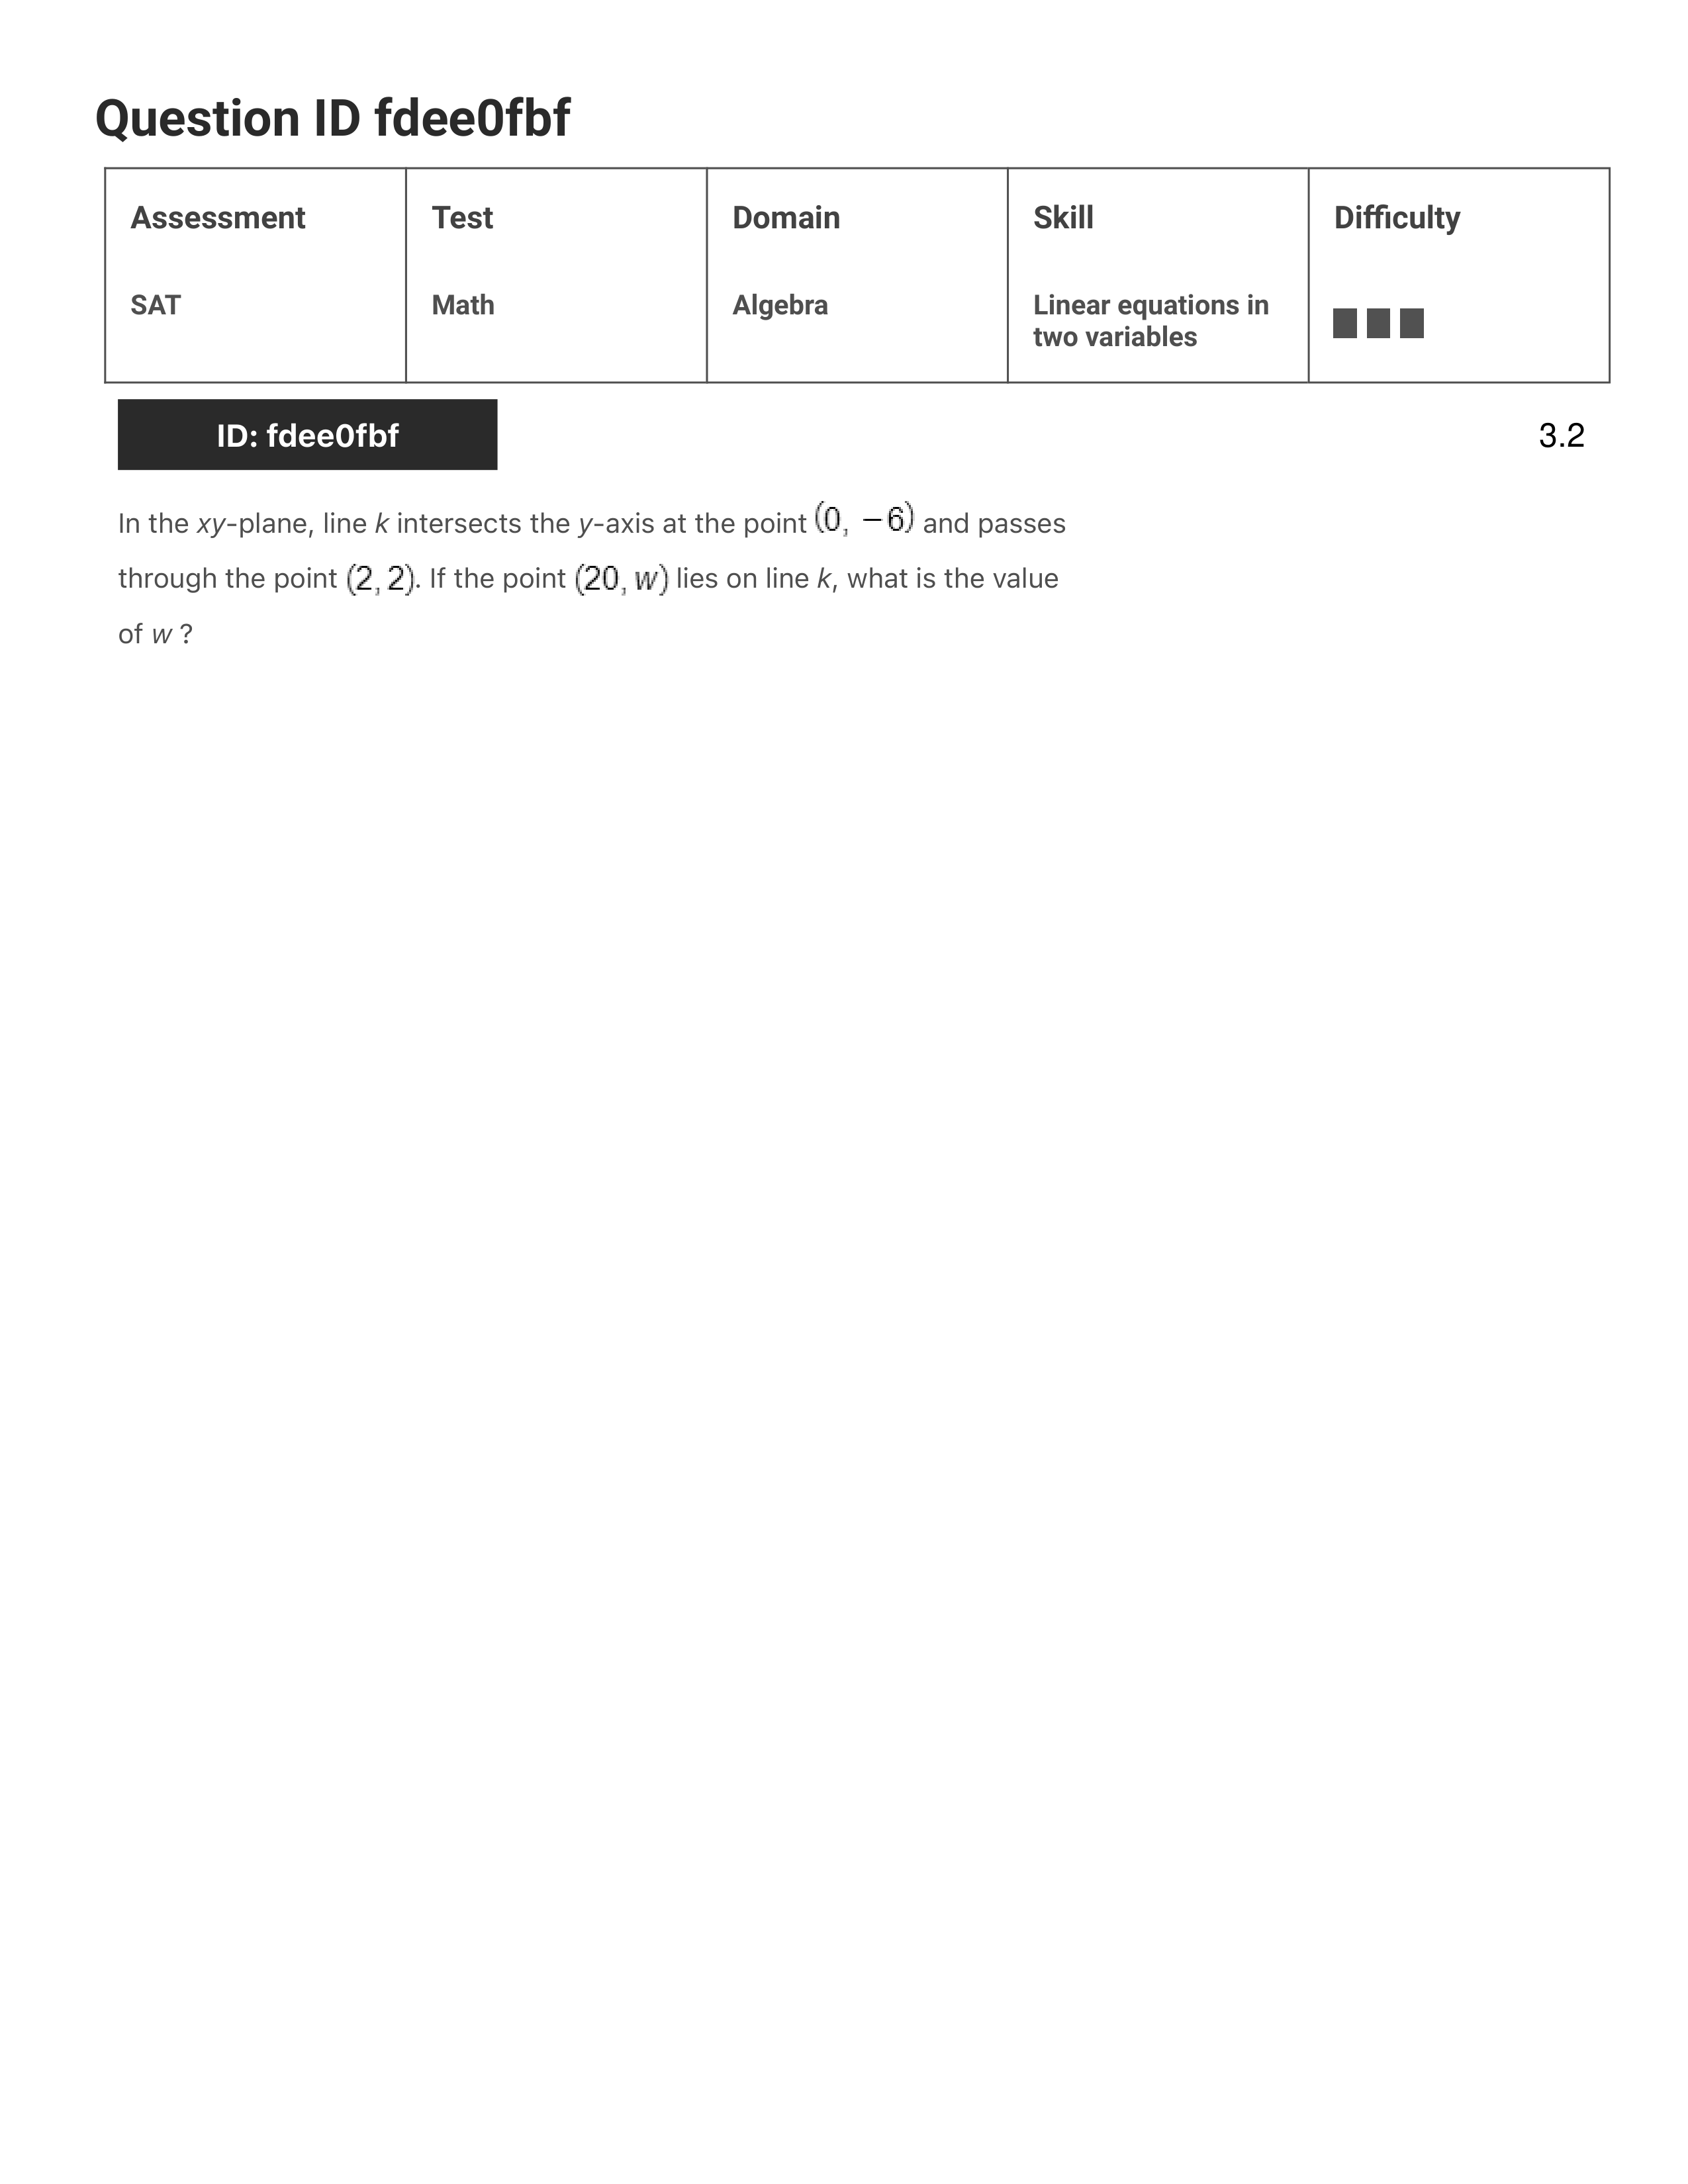 Question ID fdee0fbf
Assessment Test Domain Skill Difficulty
SAT Math Algebra Linear equations in
two variables
ID: fdee0fbf 3.2
In the xy-plane, line k intersects the y-axis at the point (0, −6) and passes
through the point (2, 2). If the point (20, w) lies on line k, what is the value
of w ?